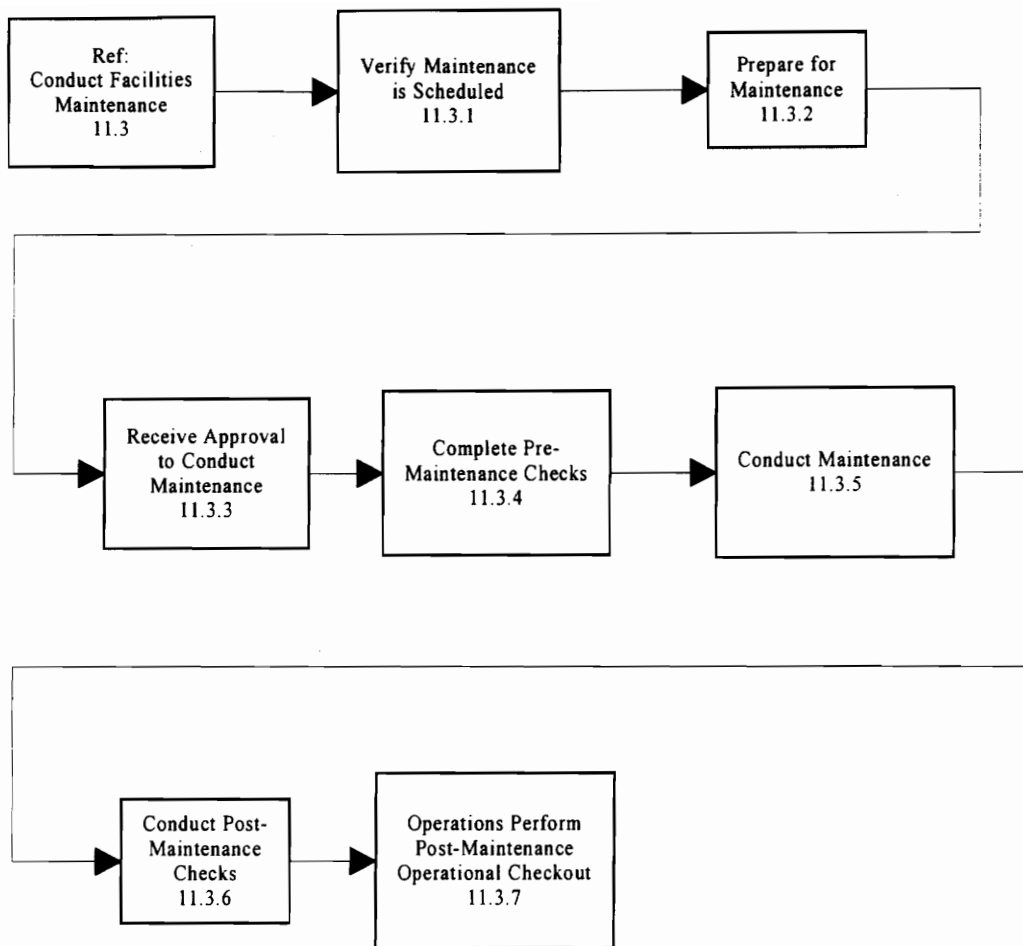 Ref:
Conduct Facilities
Maintenance
11.3
Verify Maintenance
is Scheduled
11.3.1
Prepare for
Maintenance
11.3.2
Receive Approval
to Conduct
Maintenance
11.3.3
Complete Pre-
Maintenance Checks
11.3.4
Conduct Maintenance
11.3.5
Conduct Post-
Maintenance
Checks
11.3.6
Operations Perform
Post-Maintenance
Operational Checkout
11.3.7